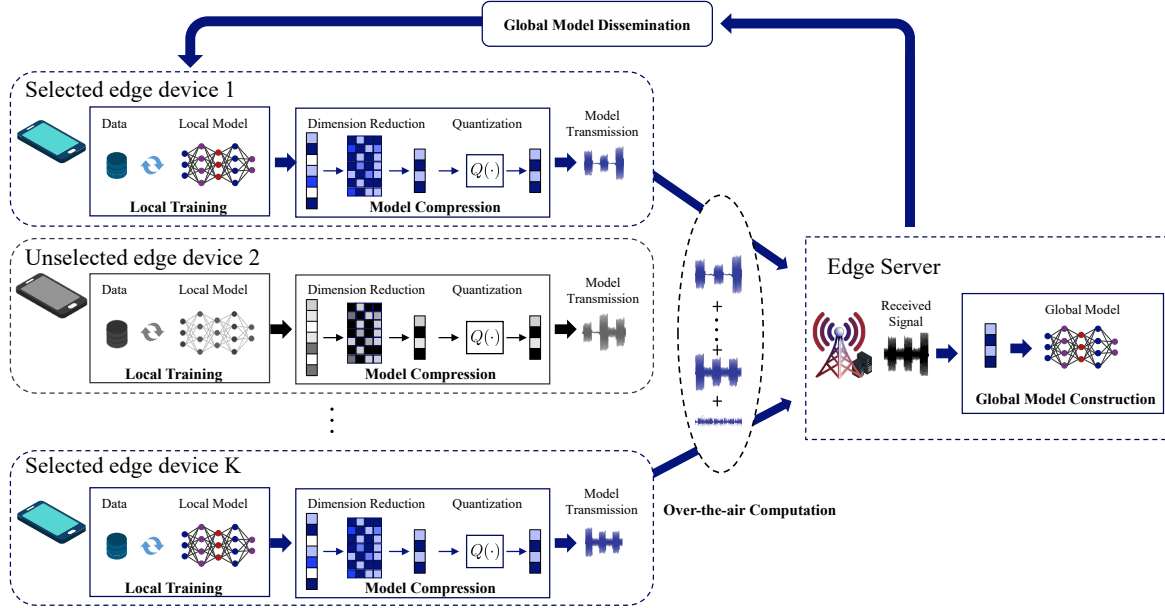 Global Model Dissemination
Selected edge device 1
Data
Local Model
Local Training
Dimension Reduction
Quantization
Q(·)
Model Compression
Model
Transmission
Unselected edge device 2
Data
Local Model
Local Training
Dimension Reduction
Quantization
Q(·)
Model Compression
Model
Transmission
⋮
Selected edge device K
Data
Local Model
Local Training
Dimension Reduction
Quantization
Q(·)
Model Compression
Model
Transmission
+
⋮
+
+
Over-the-air Computation
Edge Server
Received
Signal
Global Model
Global Model Construction